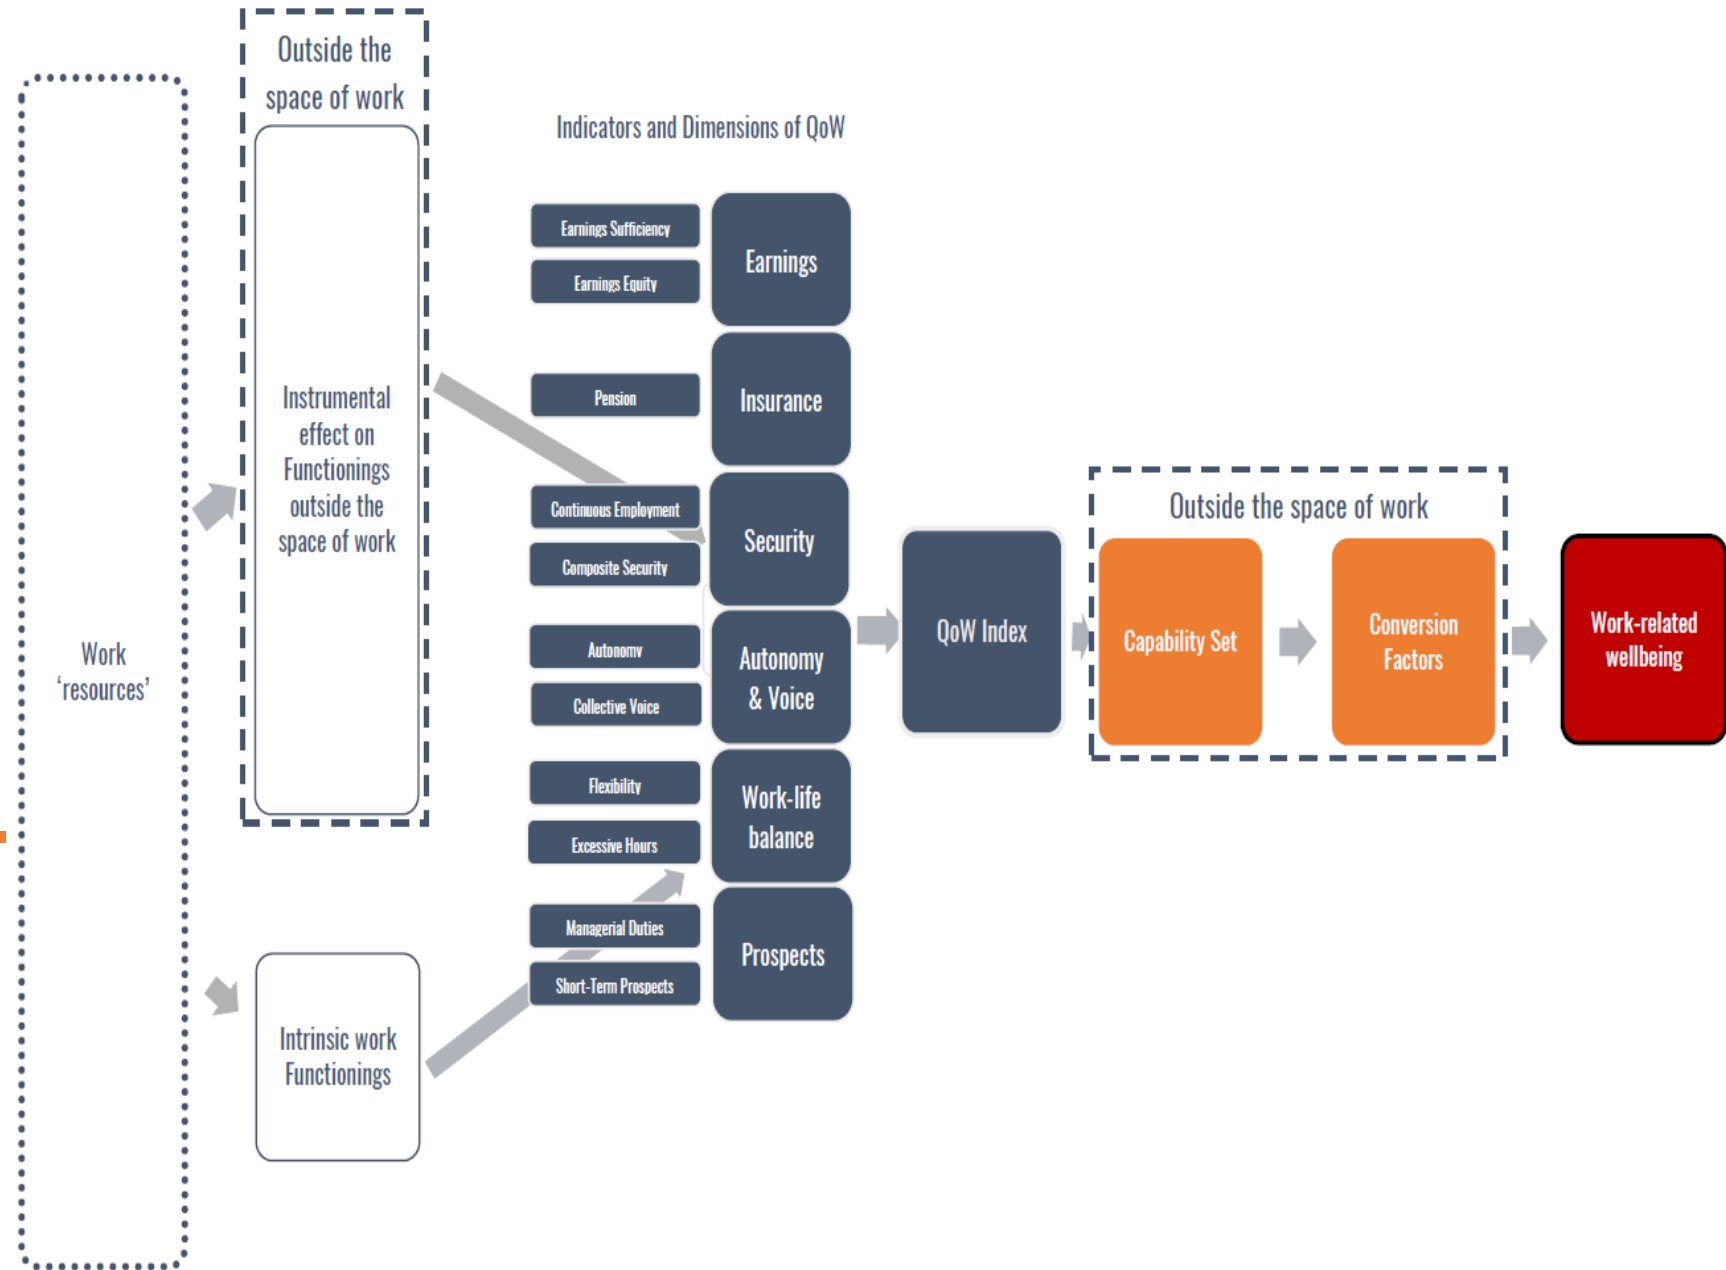 Work
‘resources’
Outside the
space of work
Instrumental
effect on
Functionings
outside the
space of work
Intrinsic work
Functionings
Indicators and Dimensions of QoW
Earnings Sufficiency
Earnings Equity
Earnings
Pension
Insurance
Continuous Employment
Composite Security
Security
Autonomy
Collective Voice
Autonomy
& Voice
Flexibility
Excessive Hours
Work-life
balance
Managerial Duties
Short-Term Prospects
Prospects
QoW Index
Outside the space of work
Capability Set
Conversion
Factors
Work-related
wellbeing